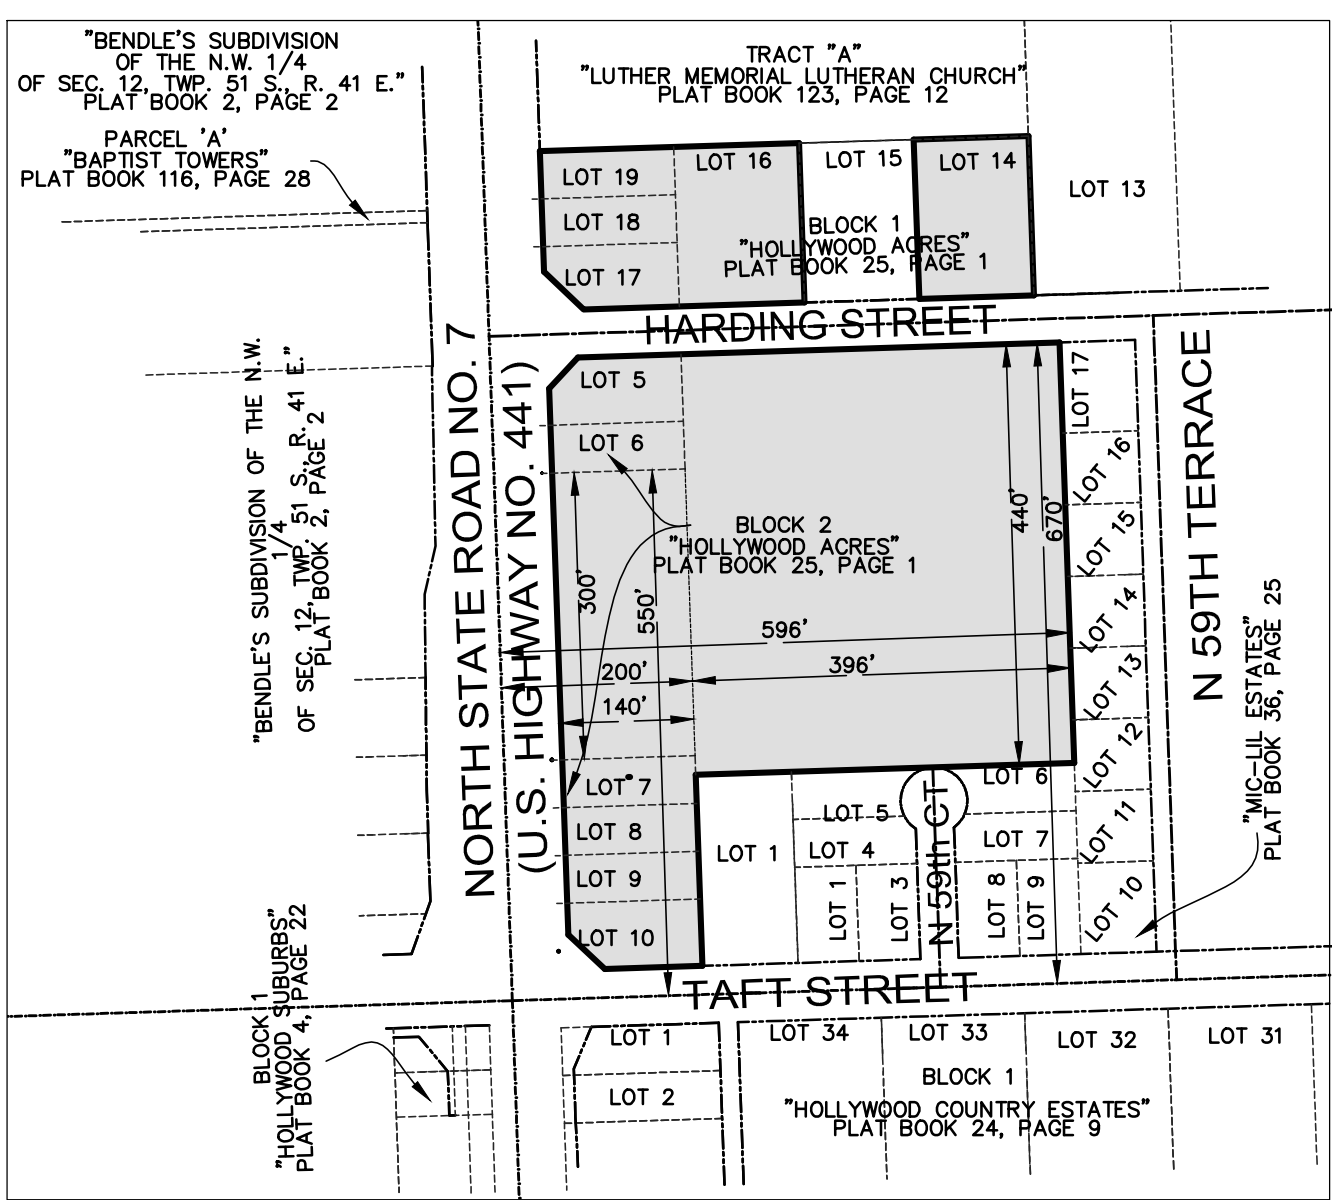 "BENDLE'S SUBDIVISION
OF THE N.W. 1/4
OF SEC. 12, TWP. 51 S., R. 41 E."
PLAT BOOK 2, PAGE 2
PARCEL 'A'
"BAPTIST TOWERS"
PLAT BOOK 116, PAGE 28
TRACT "A"
"LUTHER MEMORIAL LUTHERAN CHURCH"
PLAT BOOK 123, PAGE 12
LOT 19
LOT 18
LOT 17
LOT 16
LOT 15
LOT 14
LOT 13
BLOCK 1
"HOLLYWOOD ACRES"
PLAT BOOK 25, PAGE 1
HARDING STREET
NORTH STATE ROAD NO. 7
(U.S. HIGHWAY NO. 441)
"BENDLE'S SUBDIVISION OF THE N.W.
1/4
OF SEC. 12, TWP. 51 S., R. 41 E."
PLAT BOOK 2, PAGE 2
LOT 5
LOT 6
BLOCK 2
"HOLLYWOOD ACRES"
PLAT BOOK 25, PAGE 1
440'
670'
300'
550'
596'
200'
396'
140'
LOT 7
LOT 8
LOT 9
LOT 10
LOT 17
LOT 16
LOT 15
LOT 14
LOT 13
LOT 12
LOT 11
LOT 10
N 59TH TERRACE
"MIC-LIL ESTATES"
PLAT BOOK 36, PAGE 25
LOT 1
LOT 5
LOT 4
LOT 1
LOT 3
N 59th CT
LOT 6
LOT 7
LOT 8
LOT 9
TAFT STREET
BLOCK 1
"HOLLYWOOD SUBURBS"
PLAT BOOK 4, PAGE 22
LOT 1
LOT 2
LOT 34
LOT 33
LOT 32
LOT 31
BLOCK 1
"HOLLYWOOD COUNTRY ESTATES"
PLAT BOOK 24, PAGE 9